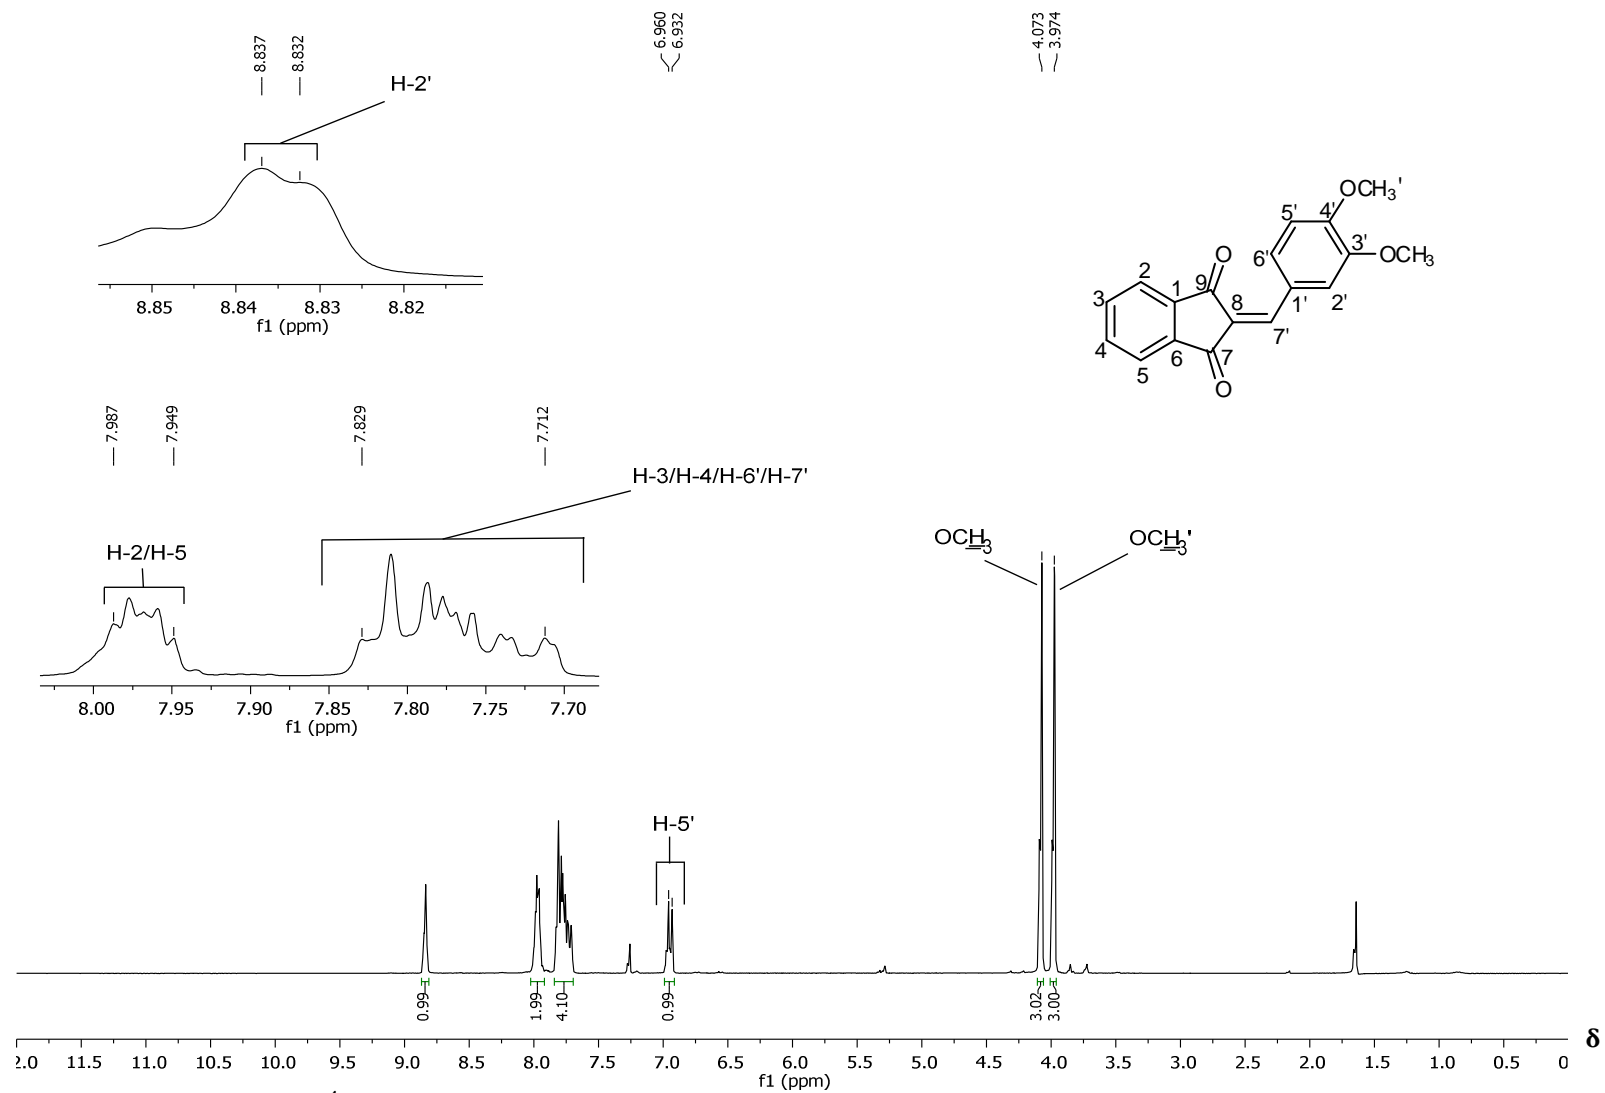 8.837
8.832
H-2'
8.85 8.84 8.83 8.82
f1 (ppm)
6.960
6.932
4.073
3.974
OCH3'
5' 4'
3'
6' OCH3
O
2 9
1 8 1' 2'
3
7'
4 6 7
5 O
7.987
7.949
7.829
7.712
H-3/H-4/H-6'/H-7'
H-2/H-5
8.00 7.95 7.90 7.85 7.80 7.75 7.70
f1 (ppm)
OCH3 OCH3'
H-5'
0.99
1.99
4.10
0.99
3.02
3.00
2.0 11.5 11.0 10.5 10.0 9.5 9.0 8.5 8.0 7.5 7.0 6.5 6.0 5.5 5.0 4.5 4.0 3.5 3.0 2.5 2.0 1.5 1.0 0.5 0
δ
f1 (ppm)